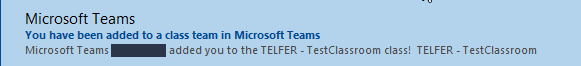 Microsoft Teams
You have been added to a class team in Microsoft Teams
Microsoft Teams added you to the TELFER - TestClassroom class! TELFER - TestClassroom